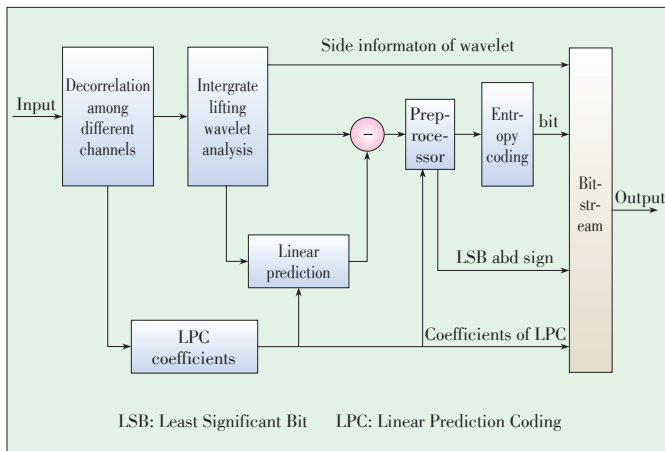 Side informaton of wavelet
Input
Decorrelation
among
different
channels
Intergrate
lifting
wavelet
analysis
-
Prep-
roce-
ssor
Entr-
opy
coding
bit
Bit-
str-
eam
Output
Linear
prediction
LSB abd sign
LPC
coefficients
Coefficients of LPC
LSB: Least Significant Bit LPC: Linear Prediction Coding